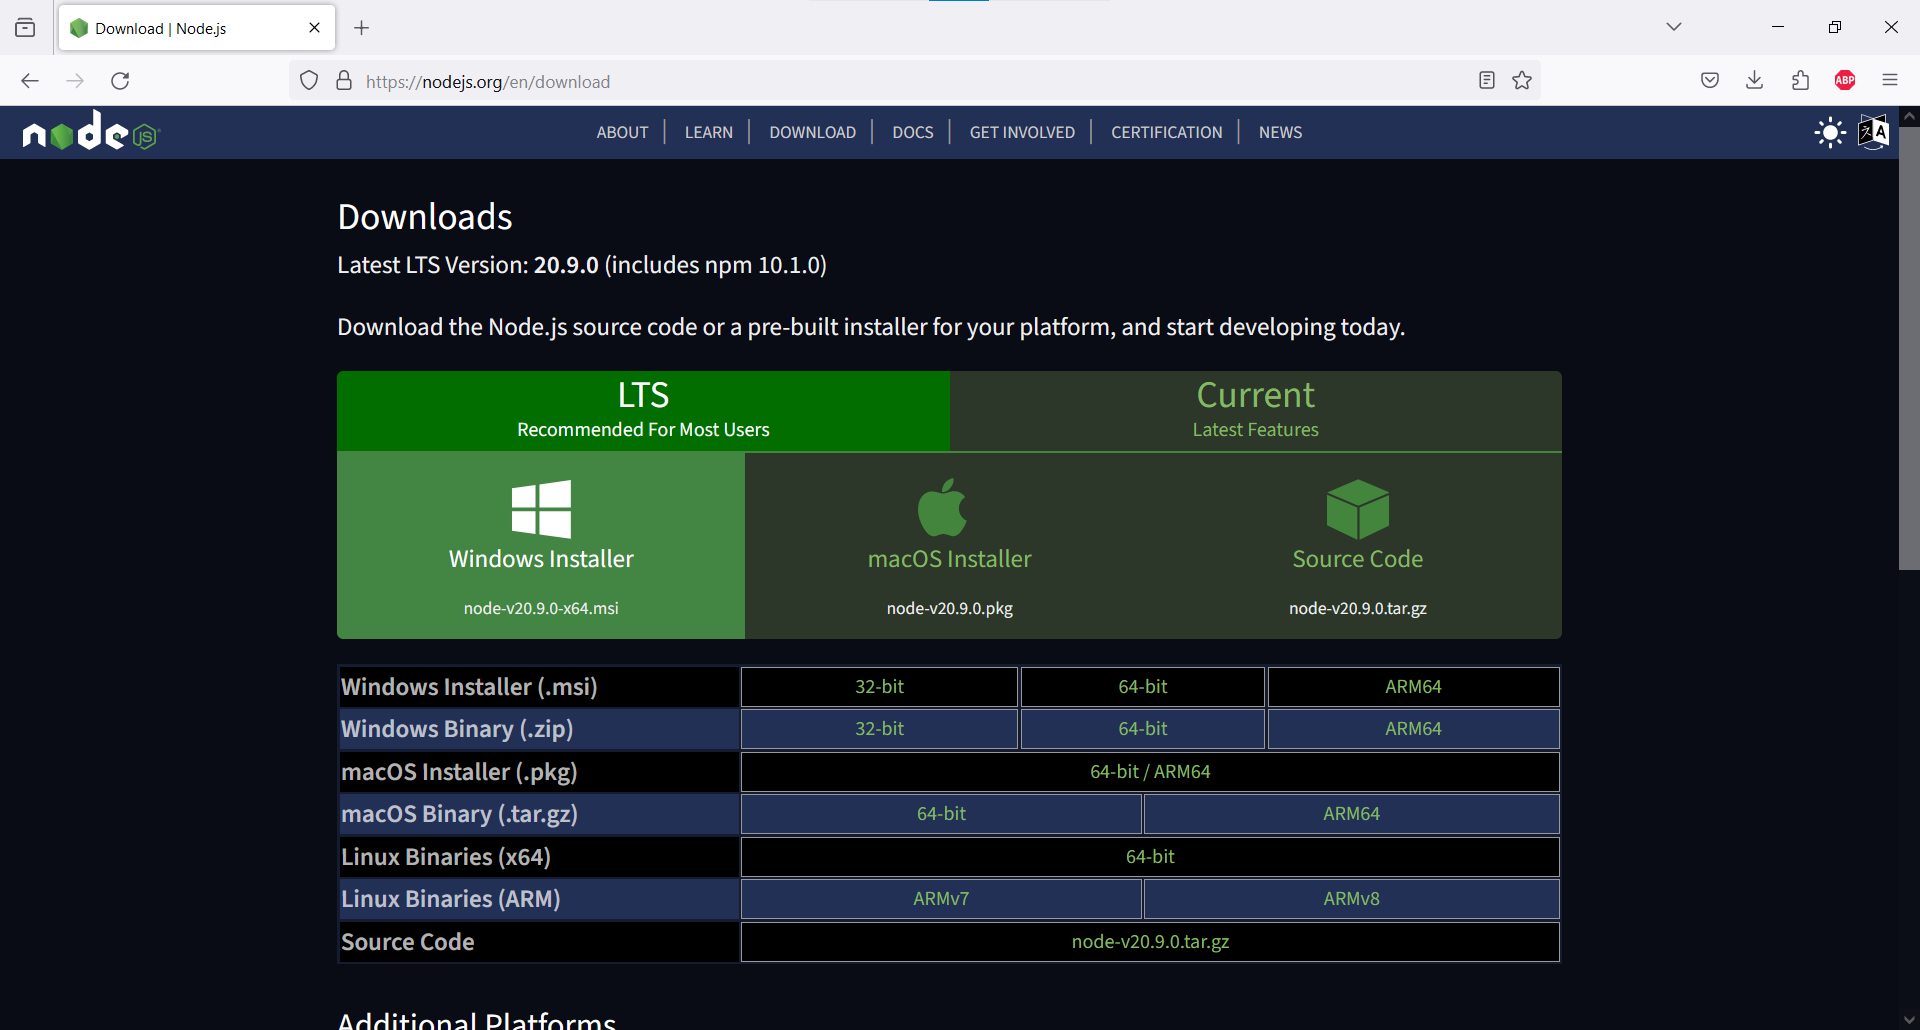 Download | Node.js
https://nodejs.org/en/download
ABP
node JS
ABOUT
LEARN
DOWNLOAD
DOCS
GET INVOLVED
CERTIFICATION
NEWS
文 A
Downloads
Latest LTS Version: 20.9.0 (includes npm 10.1.0)
Download the Node.js source code or a pre-built installer for your platform, and start developing today.
LTS
Recommended For Most Users
Current
Latest Features
Windows Installer
node-v20.9.0-x64.msi
macOS Installer
node-v20.9.0.pkg
Source Code
node-v20.9.0.tar.gz
Windows Installer (.msi) 32-bit 64-bit ARM64
Windows Binary (.zip) 32-bit 64-bit ARM64
macOS Installer (.pkg) 64-bit / ARM64
macOS Binary (.tar.gz) 64-bit ARM64
Linux Binaries (x64) 64-bit
Linux Binaries (ARM) ARMv7 ARMv8
Source Code node-v20.9.0.tar.gz
Additional Platforms